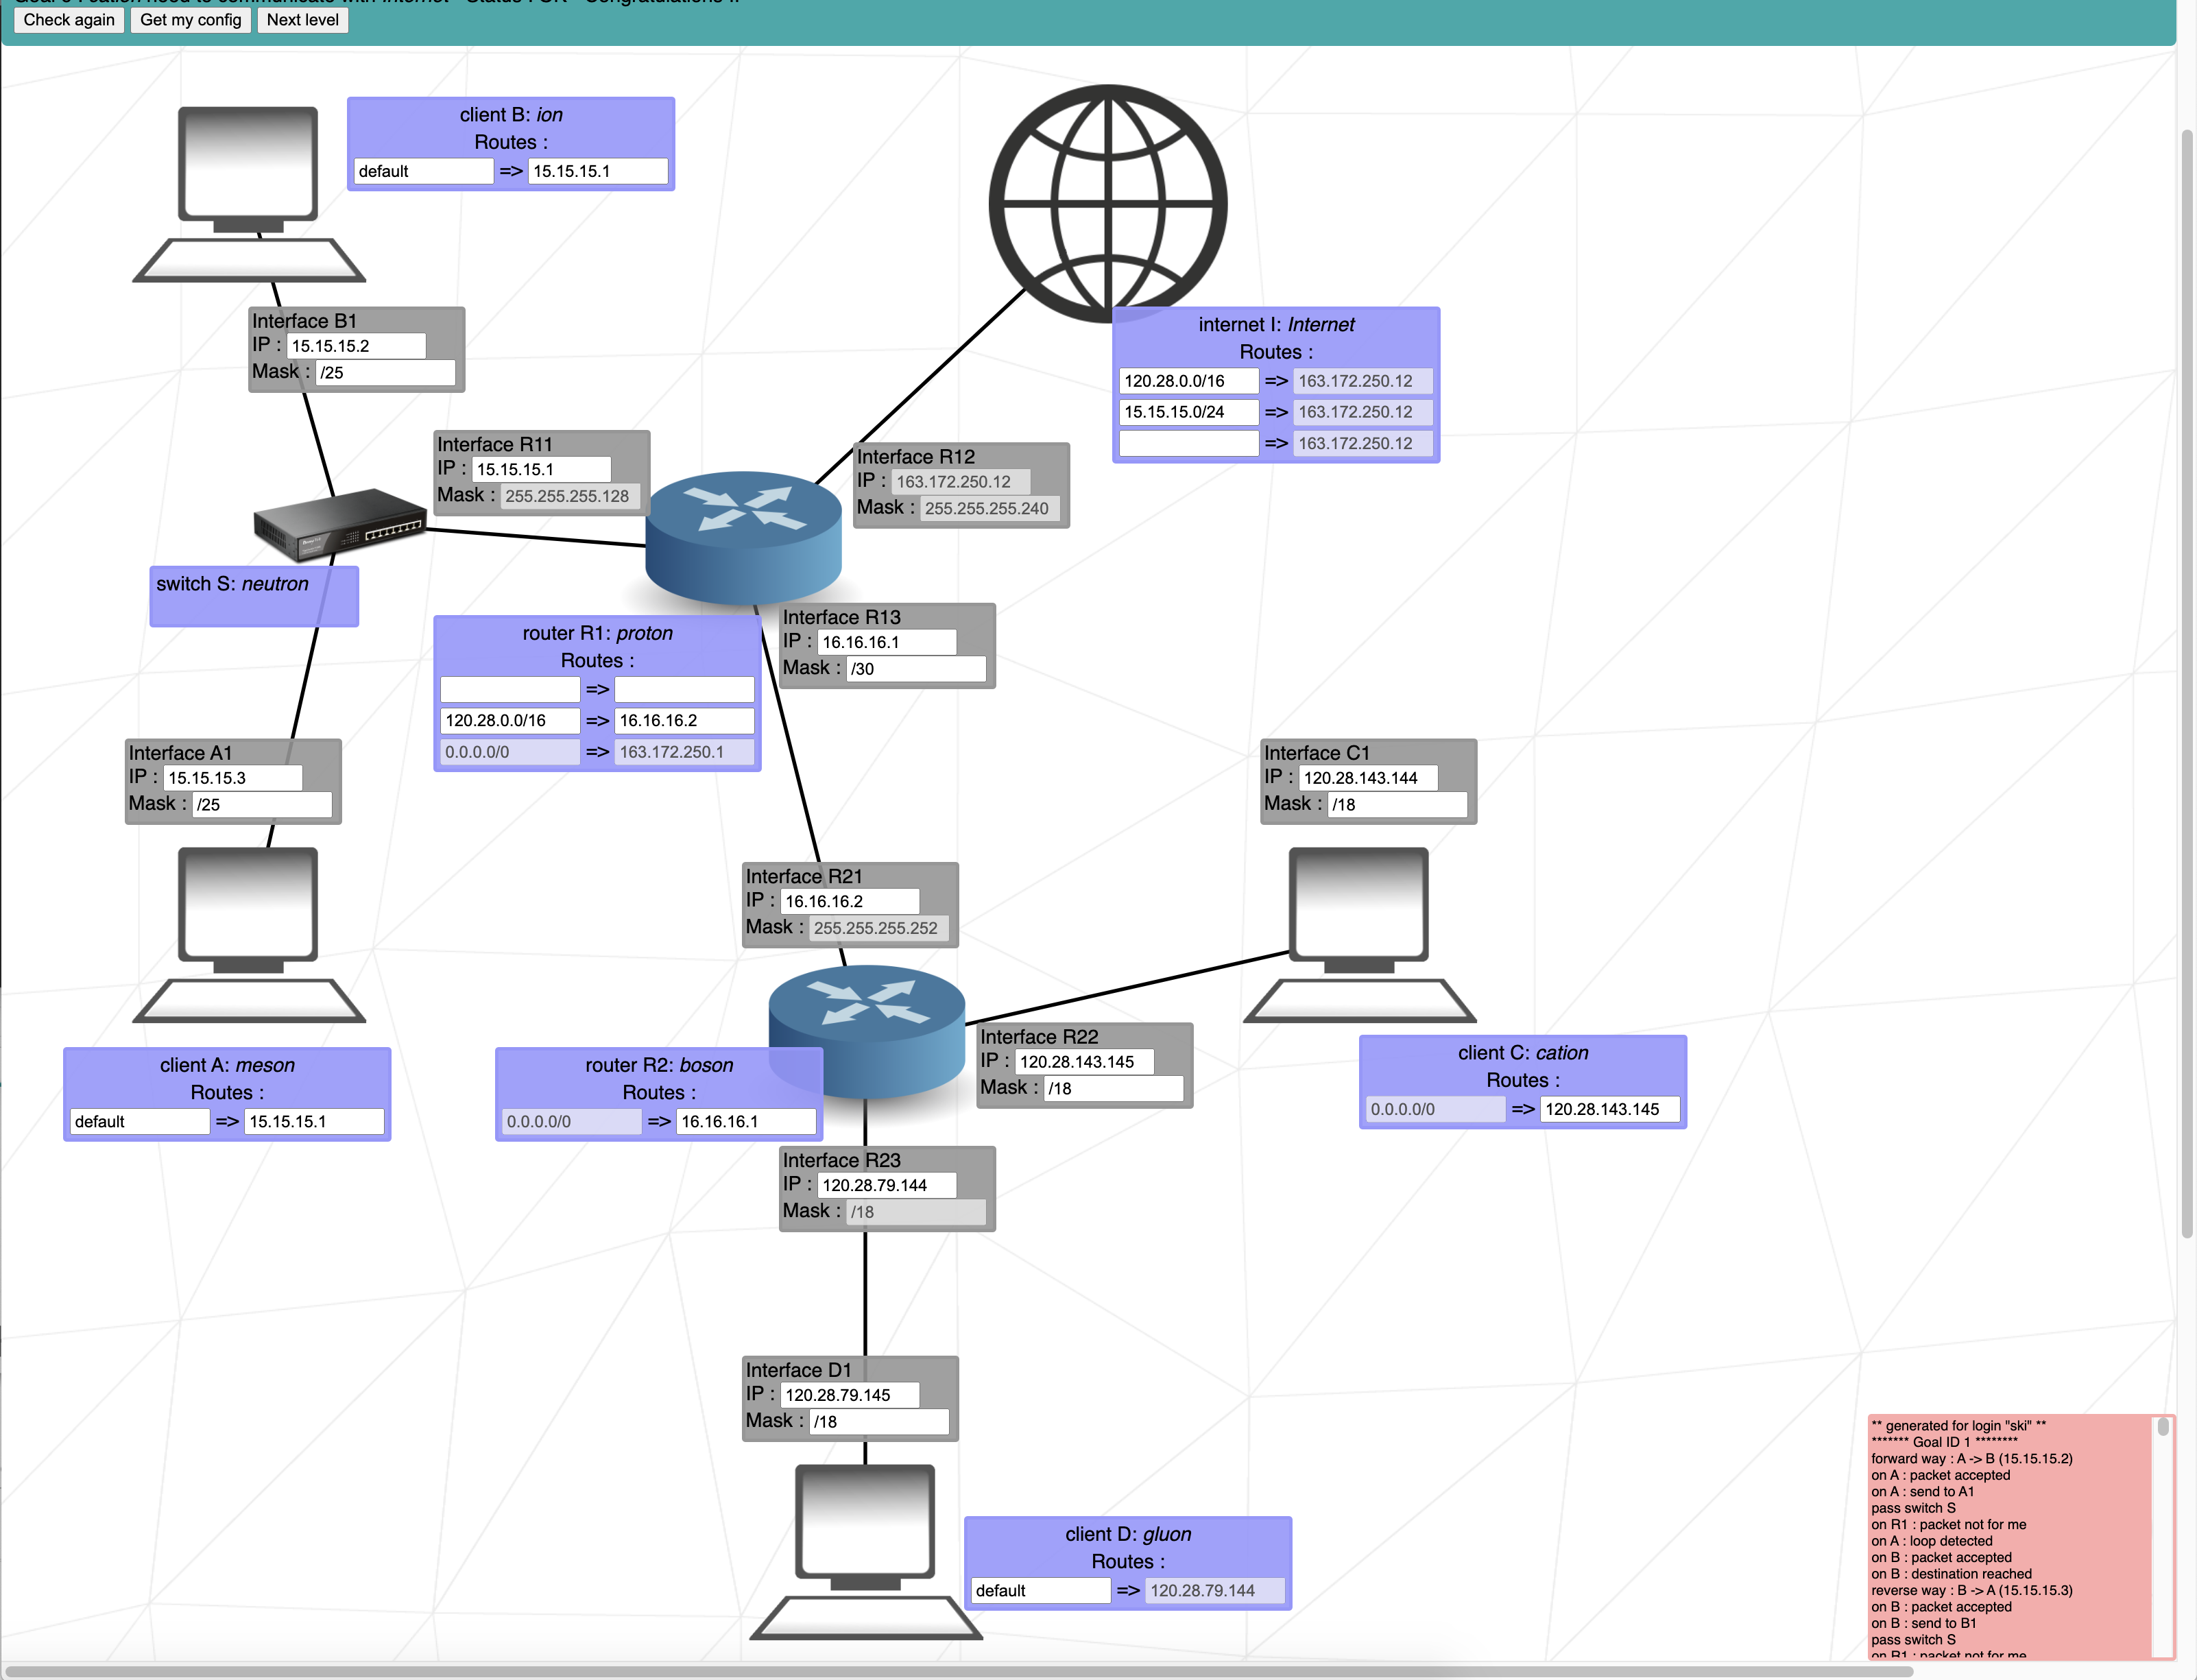 Check again Get my config Next level
client B: ion
Routes :
default => 15.15.15.1
Interface B1
IP : 15.15.15.2
Mask : /25
internet I: Internet
Routes :
120.28.0.0/16 => 163.172.250.12
15.15.15.0/24 => 163.172.250.12
=> 163.172.250.12
Interface R11
IP : 15.15.15.1
Mask : 255.255.255.128
Interface R12
IP : 163.172.250.12
Mask : 255.255.255.240
switch S: neutron
Interface R13
IP : 16.16.16.1
Mask : /30
router R1: proton
Routes :
=>
120.28.0.0/16 => 16.16.16.2
0.0.0.0/0 => 163.172.250.1
Interface A1
IP : 15.15.15.3
Mask : /25
Interface C1
IP : 120.28.143.144
Mask : /18
Interface R21
IP : 16.16.16.2
Mask : 255.255.255.252
client A: meson
Routes :
default => 15.15.15.1
router R2: boson
Routes :
0.0.0.0/0 => 16.16.16.1
Interface R22
IP : 120.28.143.145
Mask : /18
client C: cation
Routes :
0.0.0.0/0 => 120.28.143.145
Interface R23
IP : 120.28.79.144
Mask : /18
Interface D1
IP : 120.28.79.145
Mask : /18
client D: gluon
Routes :
default => 120.28.79.144
** generated for login "ski" **
******* Goal ID 1 ********
forward way : A -> B (15.15.15.2)
on A : packet accepted
on A : send to A1
pass switch S
on R1 : packet not for me
on A : loop detected
on B : packet accepted
on B : destination reached
reverse way : B -> A (15.15.15.3)
on B : packet accepted
on B : send to B1
pass switch S
on R1 : packet not for me